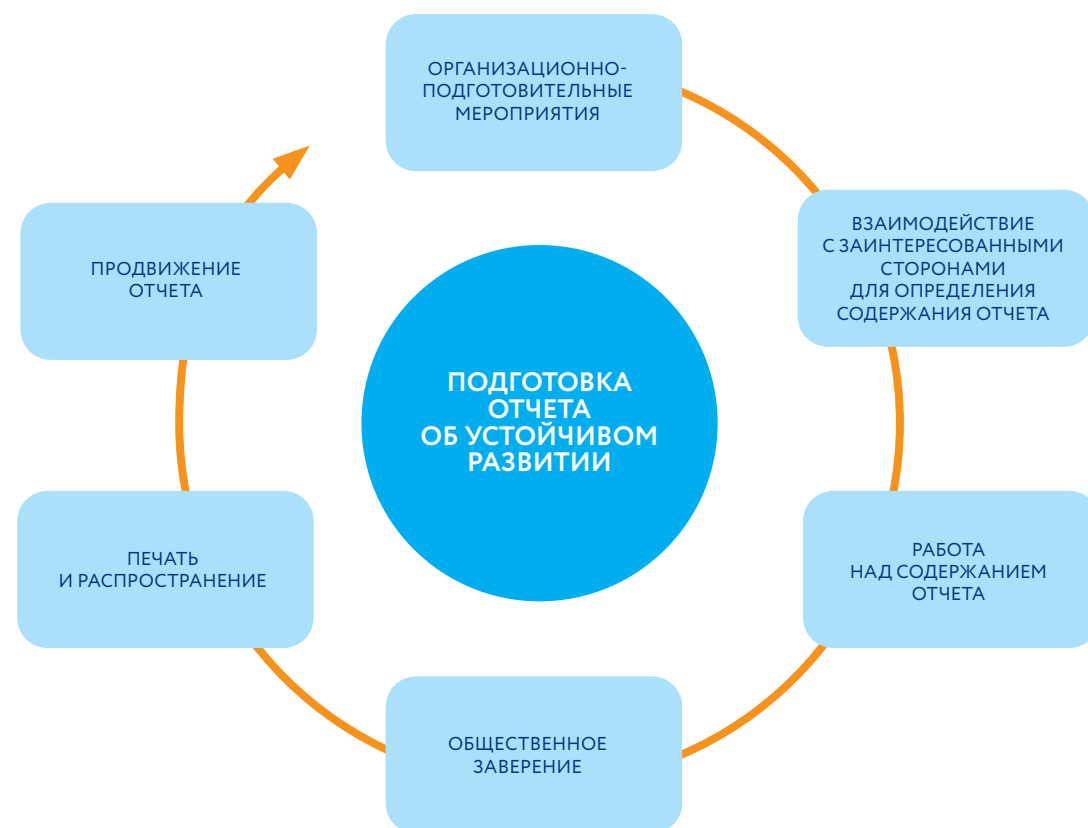 ОРГАНИЗАЦИОННО-
ПОДГОТОВИТЕЛЬНЫЕ
МЕРОПРИЯТИЯ
ВЗАИМОДЕЙСТВИЕ
С ЗАИНТЕРЕСОВАННЫМИ
СТОРОНАМИ
ДЛЯ ОПРЕДЕЛЕНИЯ
СОДЕРЖАНИЯ ОТЧЕТА
РАБОТА
НАД СОДЕРЖАНИЕМ
ОТЧЕТА
ОБЩЕСТВЕННОЕ
ЗАВЕРЕНИЕ
ПЕЧАТЬ
И РАСПРОСТРАНЕНИЕ
ПРОДВИЖЕНИЕ
ОТЧЕТА
ПОДГОТОВКА
ОТЧЕТА
ОБ УСТОЙЧИВОМ
РАЗВИТИИ